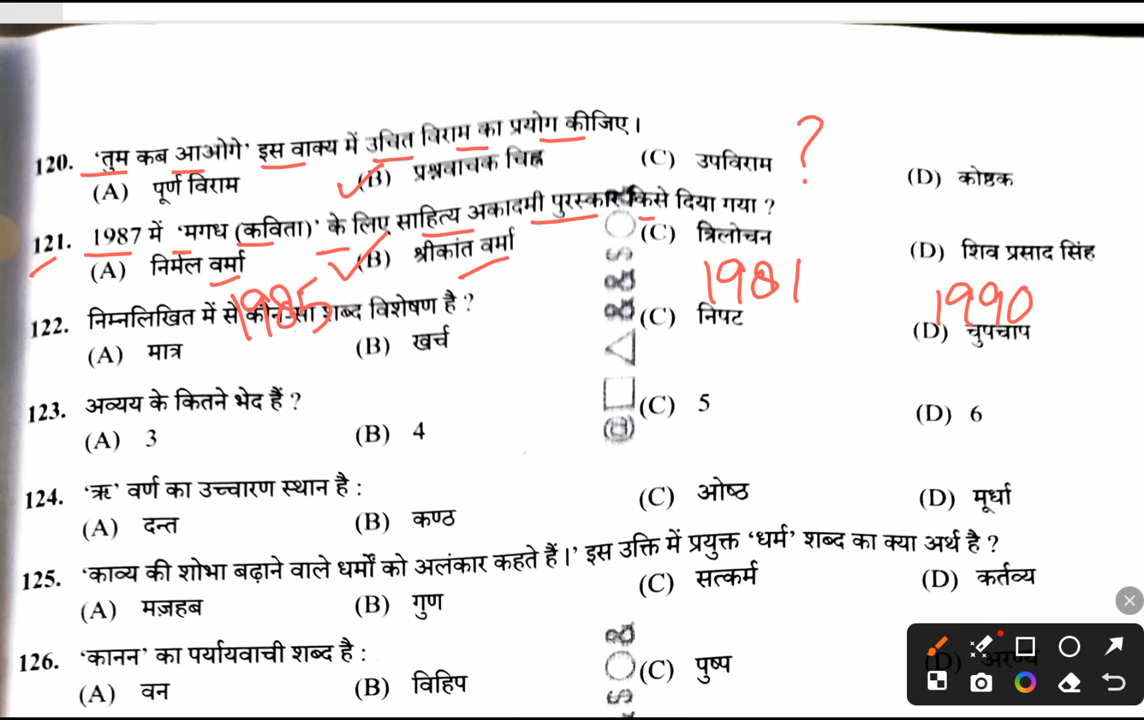 120. 'तुम कब आओगे' इस वाक्य में उचित विराम का प्रयोग कीजिए।
(A) पूर्ण विराम (B) प्रश्नवाचक चिह्न (C) उपविराम ? (D) कोष्ठक
121. 1987 में 'मगध (कविता)' के लिए साहित्य अकादमी पुरस्कार किसे दिया गया ?
(A) निर्मल वर्मा (B) श्रीकांत वर्मा (C) त्रिलोचन (D) शिव प्रसाद सिंह
1985 1981 1990
122. निम्नलिखित में से कौन-सा शब्द विशेषण है ?
(A) मात्र (B) खर्च (C) निपट (D) चुपचाप
123. अव्यय के कितने भेद हैं ?
(A) 3 (B) 4 (C) 5 (D) 6
124. 'ऋ' वर्ण का उच्चारण स्थान है :
(A) दन्त (B) कण्ठ (C) ओष्ठ (D) मूर्धा
125. 'काव्य की शोभा बढ़ाने वाले धर्मों को अलंकार कहते हैं।' इस उक्ति में प्रयुक्त 'धर्म' शब्द का क्या अर्थ है ?
(A) मज़हब (B) गुण (C) सत्कर्म (D) कर्तव्य
126. 'कानन' का पर्यायवाची शब्द है :
(A) वन (B) विहिप (C) पुष्प (D) अरण्य